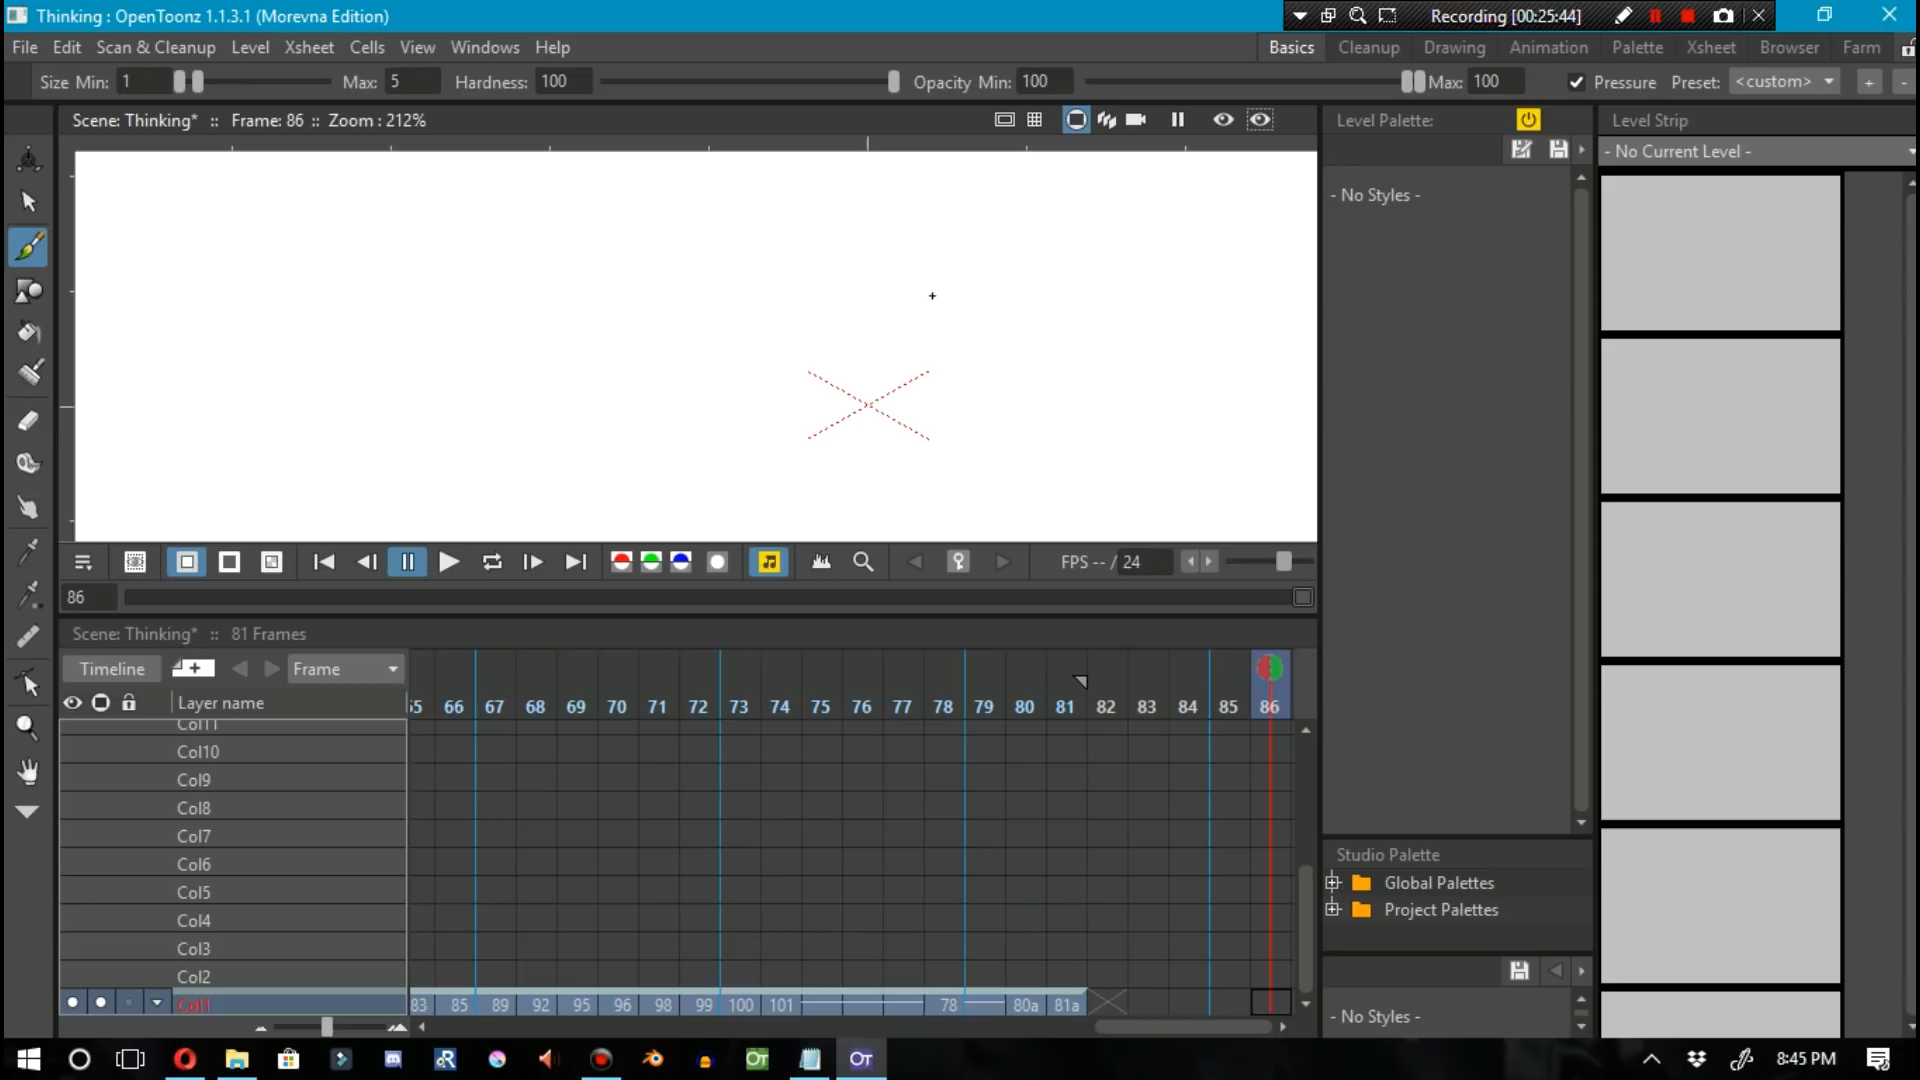 Thinking : OpenToonz 1.1.3.1 (Morevna Edition)
Recording [00:25:44]
File Edit Scan & Cleanup Level Xsheet Cells View Windows Help
Basics Cleanup Drawing Animation Palette Xsheet Browser Farm
Size Min: 1 Max: 5 Hardness: 100 Opacity Min: 100 Max: 100 Pressure Preset: <custom>
Scene: Thinking* :: Frame: 86 :: Zoom : 212%
Level Palette:
Level Strip
- No Current Level -
- No Styles -
FPS -- / 24
86
Scene: Thinking* :: 81 Frames
Timeline Frame
66 67 68 69 70 71 72 73 74 75 76 77 78 79 80 81 82 83 84 85 86
Layer name
Col11
Col10
Col9
Col8
Col7
Col6
Col5
Col4
Col3
Col2
Col1 83 85 89 92 95 96 98 99 100 101 78 80a 81a
Studio Palette
Global Palettes
Project Palettes
- No Styles -
OT OT
8:45 PM